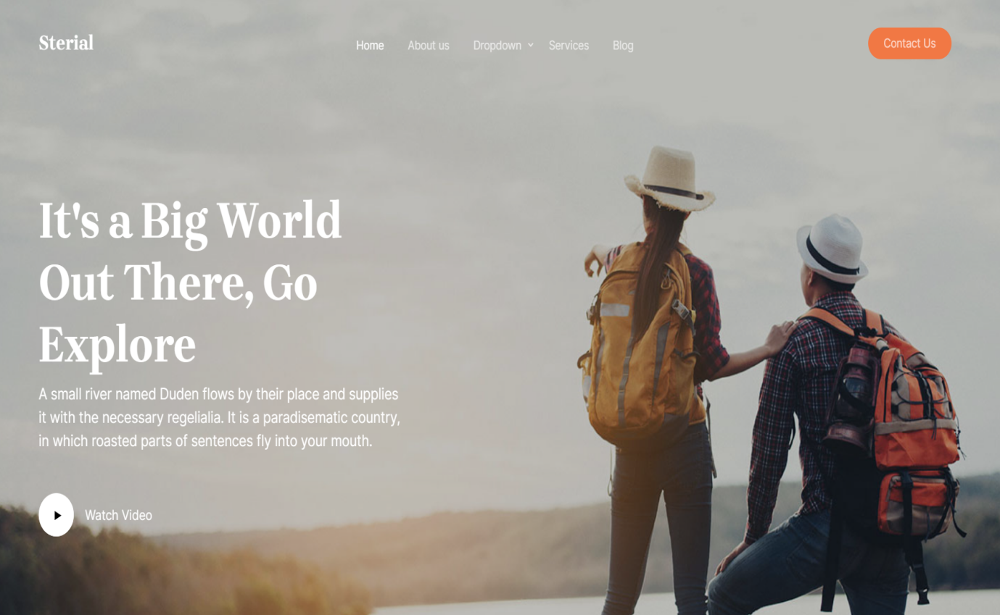 Sterial
Home About us Dropdown Services Blog
Contact Us
It's a Big World
Out There, Go
Explore
A small river named Duden flows by their place and supplies
it with the necessary regelialia. It is a paradisematic country,
in which roasted parts of sentences fly into your mouth.
Watch Video